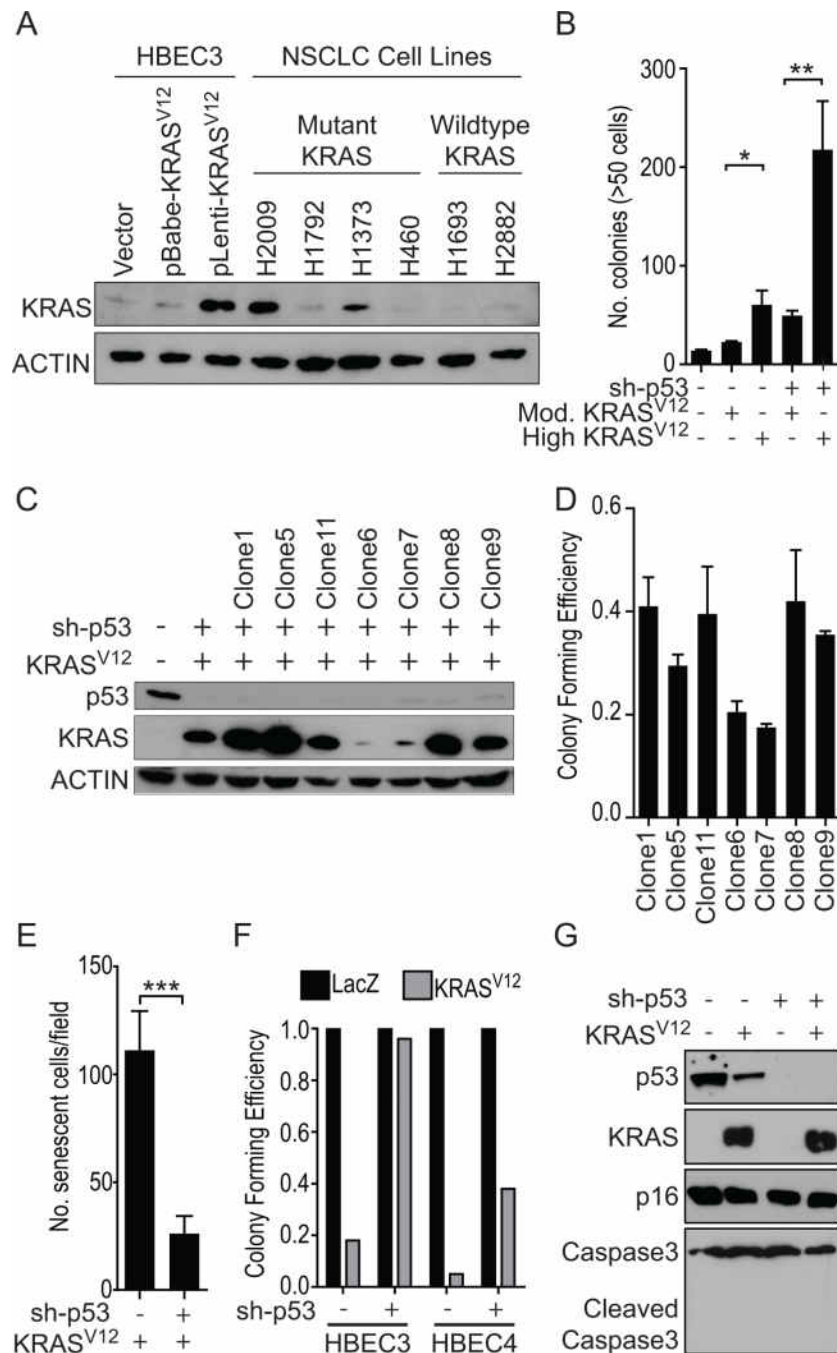 A
HBEC3
NSCLC Cell Lines
Mutant KRAS
Wildtype KRAS
Vector
pBabe-KRAS^V12
pLenti-KRAS^V12
H2009
H1792
H1373
H460
H1693
H2882
KRAS
ACTIN
B
No. colonies (>50 cells)
300
200
100
50
0
*
**
sh-p53 - - - + +
Mod. KRAS^V12 - + - + -
High KRAS^V12 - - + - +
C
Clone1
Clone5
Clone11
Clone6
Clone7
Clone8
Clone9
sh-p53 - + + + + + + + +
KRAS^V12 - + + + + + + + +
p53
KRAS
ACTIN
D
Colony Forming Efficiency
0.6
0.4
0.2
0.0
Clone1
Clone5
Clone11
Clone6
Clone7
Clone8
Clone9
E
No. senescent cells/field
150
100
50
0
***
sh-p53 - +
KRAS^V12 + +
F
LacZ
KRAS^V12
Colony Forming Efficiency
1.0
0.8
0.6
0.4
0.2
0.0
sh-p53 - + - +
HBEC3 HBEC4
G
sh-p53 - - + +
KRAS^V12 - + - +
p53
KRAS
p16
Caspase3
Cleaved
Caspase3